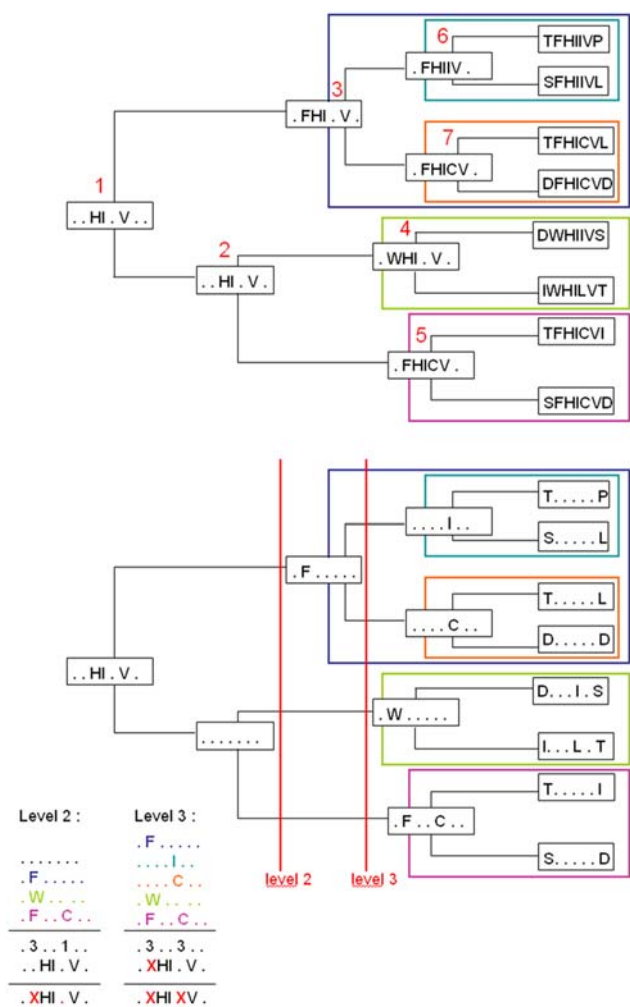 6
TFHIIVP
. FHIIV .
SFHIIVL
3
. FHI . V .
7
TFHICVL
. FHICV .
DFHICVD
1
. . HI . V . .
4
DWHIIVS
2
. WHI . V .
. . HI . V .
IWHILVT
5
TFHICVI
. FHICV .
SFHICVD
T . . . . . P
. . . . I . .
S . . . . . L
. F . . . . .
T . . . . . L
. . . . C . .
D . . . . . D
. . HI . V .
D . . . I . S
. W . . . . .
. . . . . . .
I . . . L . T
T . . . . . I
. F . . C . .
S . . . . . D
level 2
level 3
Level 2 :
. . . . . . .
. F . . . . .
. W . . . . .
. F . . C . .
. 3 . . 1 . .
. . HI . V .
. XHI . V .
Level 3 :
. F . . . . .
. . . . I . .
. . . . C . .
. W . . . . .
. F . . C . .
. 3 . . 3 . .
. XHI . V .
. XHI XV .